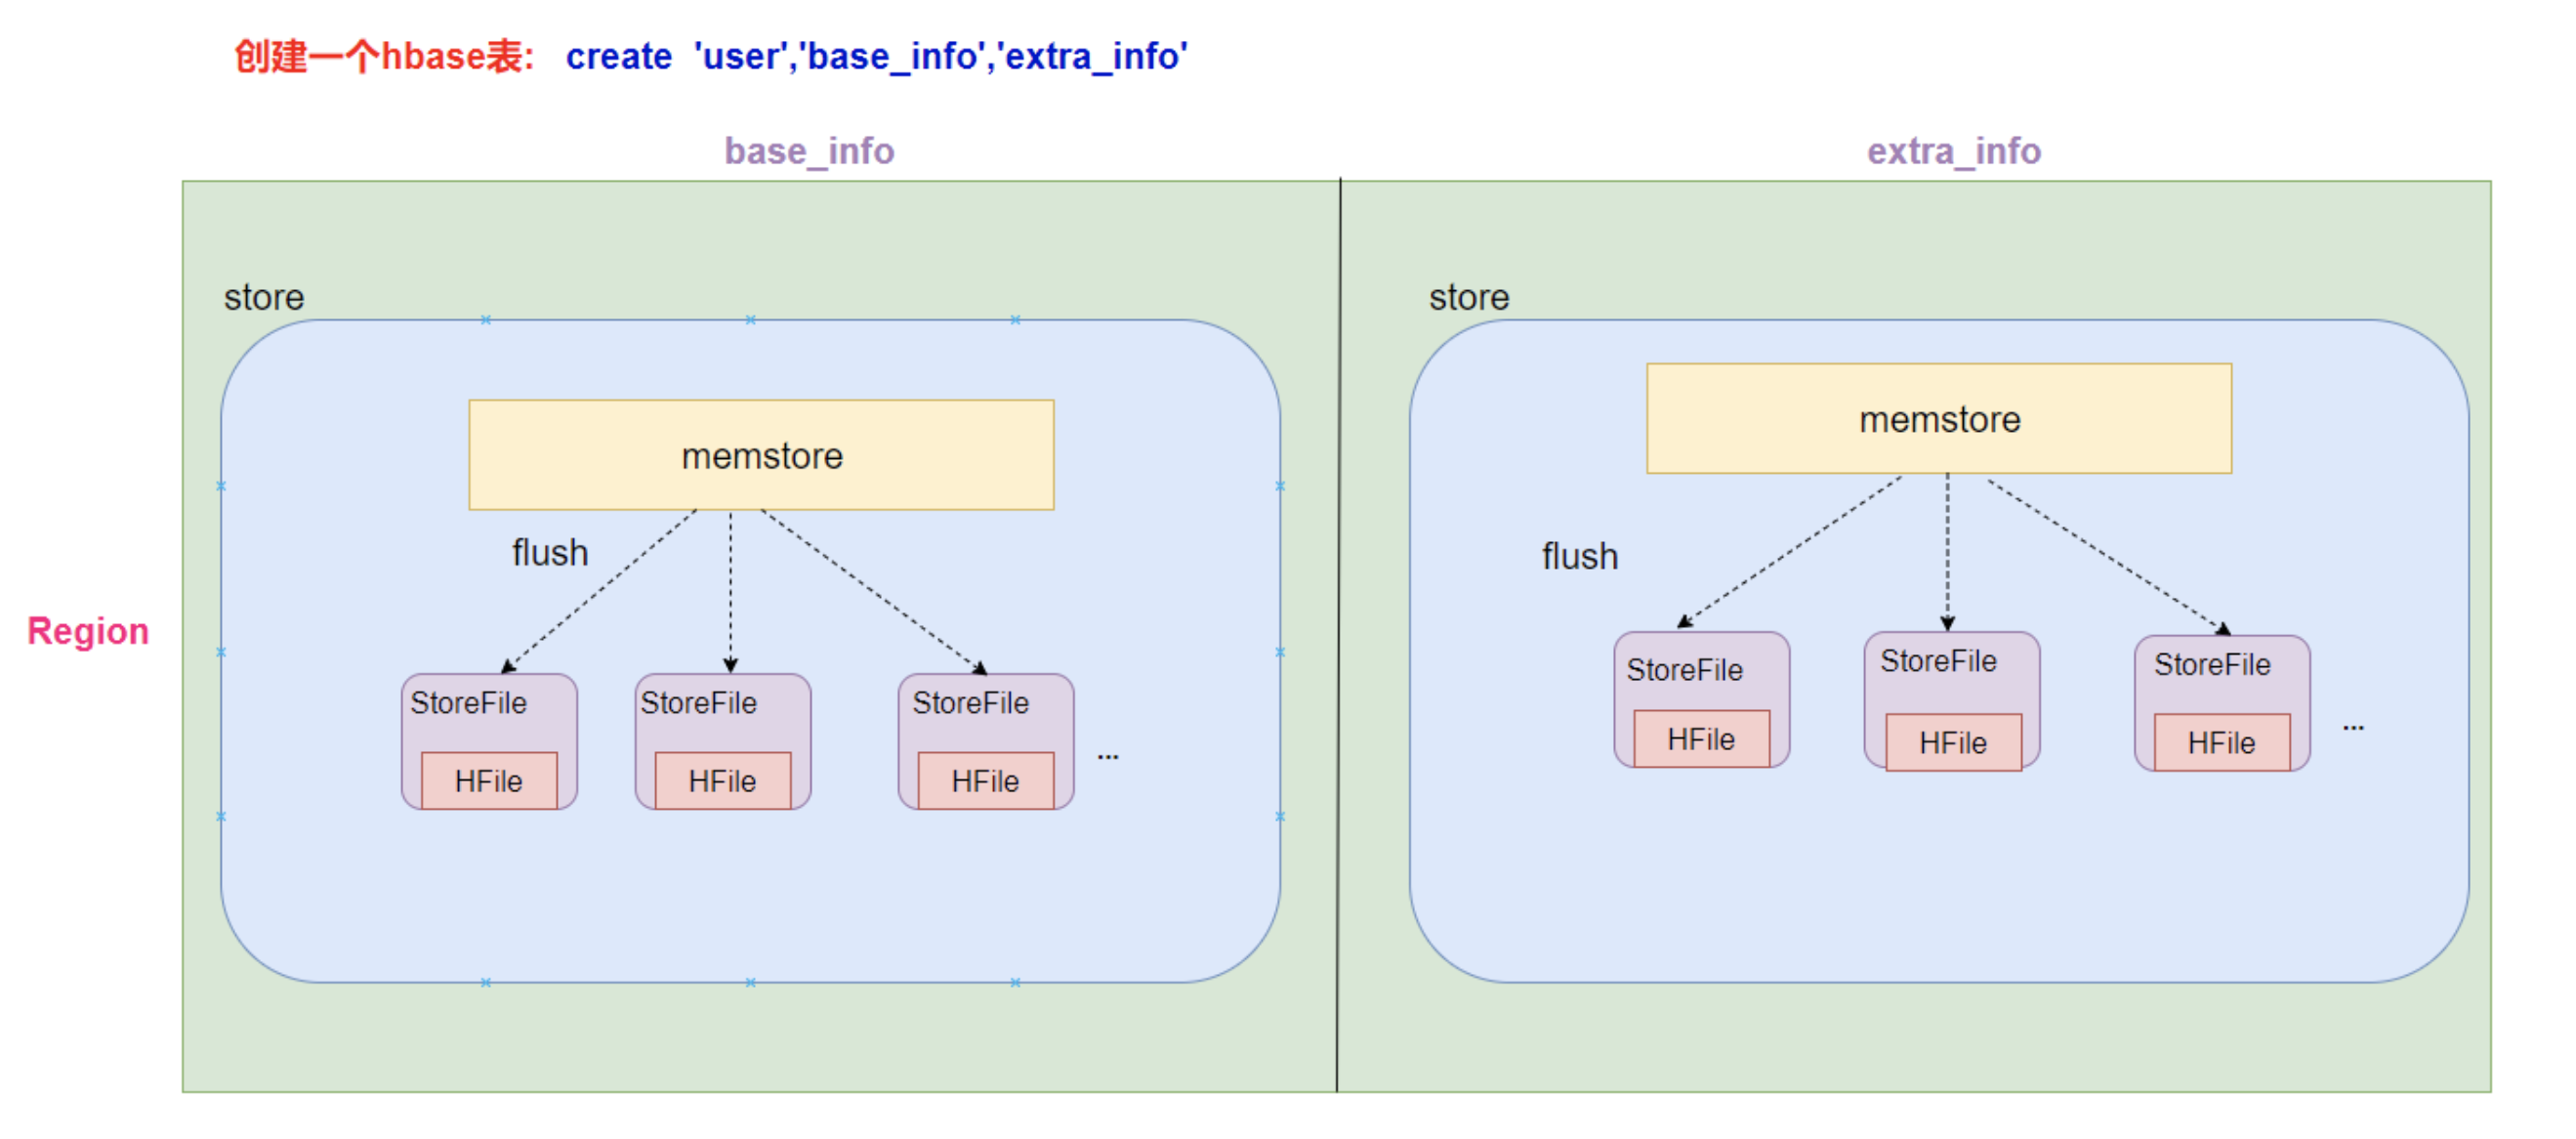 创建一个hbase表: create 'user','base_info','extra_info'
base_info
extra_info
Region
store
memstore
flush
StoreFile
HFile
StoreFile
HFile
StoreFile
HFile
...
store
memstore
flush
StoreFile
HFile
StoreFile
HFile
StoreFile
HFile
...